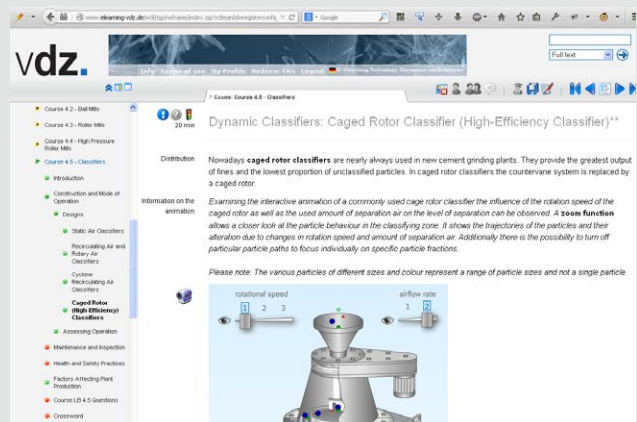 www.elearning-vdz.de
Google
vdz.
Info Terms of use My Profile Redeem TAN Logout
Full text
Course: Course 4.5 - Classifiers
Course 4.2 - Ball Mills
Course 4.3 - Roller Mills
Course 4.4 - High Pressure
Roller Mills
Course 4.5 - Classifiers
Introduction
Construction and Mode of
Operation
Designs
Static Air Classifiers
Recirculating Air and
Rotary Air
Classifiers
Cyclone
Recirculating Air
Classifiers
Caged Rotor
(High-Efficiency)
Classifiers
Assessing Operation
Maintenance and Inspection
Health and Safety Practices
Factors Affecting Plant
Production
Course LB 4.5 Questions
Crossword
20 min
Dynamic Classifiers: Caged Rotor Classifier (High-Efficiency Classifier)**
Distribution
Nowadays caged rotor classifiers are nearly always used in new cement grinding plants. They provide the greatest output
of fines and the lowest proportion of unclassified particles. In caged rotor classifiers the countervane system is replaced by
a caged rotor.
Information on the
animation
Examining the interactive animation of a commonly used cage rotor classifier the influence of the rotation speed of the
caged rotor as well as the used amount of separation air on the level of separation can be observed. A zoom function
allows a closer look at the particle behaviour in the classifying zone. It shows the trajectories of the particles and their
alteration due to changes in rotation speed and amount of separation air. Additionally there is the possibility to turn off
particular particle paths to focus individually on specific particle fractions.
Please note: The various particles of different sizes and colour represent a range of particle sizes and not a single particle.
rotational speed
1 2 3
airflow rate
1 2